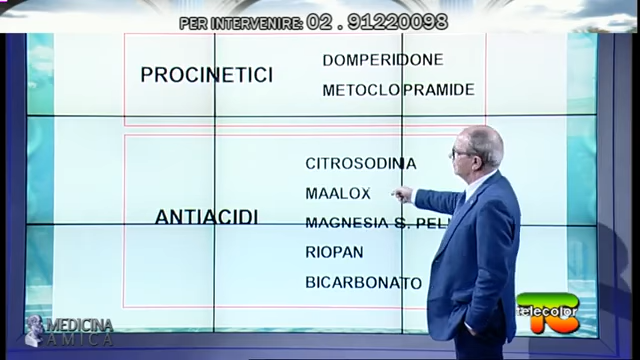 PER INTERVENIRE: 02 . 91220098
PROCINETICI
DOMPERIDONE
METOCLOPRAMIDE
ANTIACIDI
CITROSODINA
MAALOX
MAGNESIA S. PEL
RIOPAN
BICARBONATO
MEDICINA
AMICA
telecolor